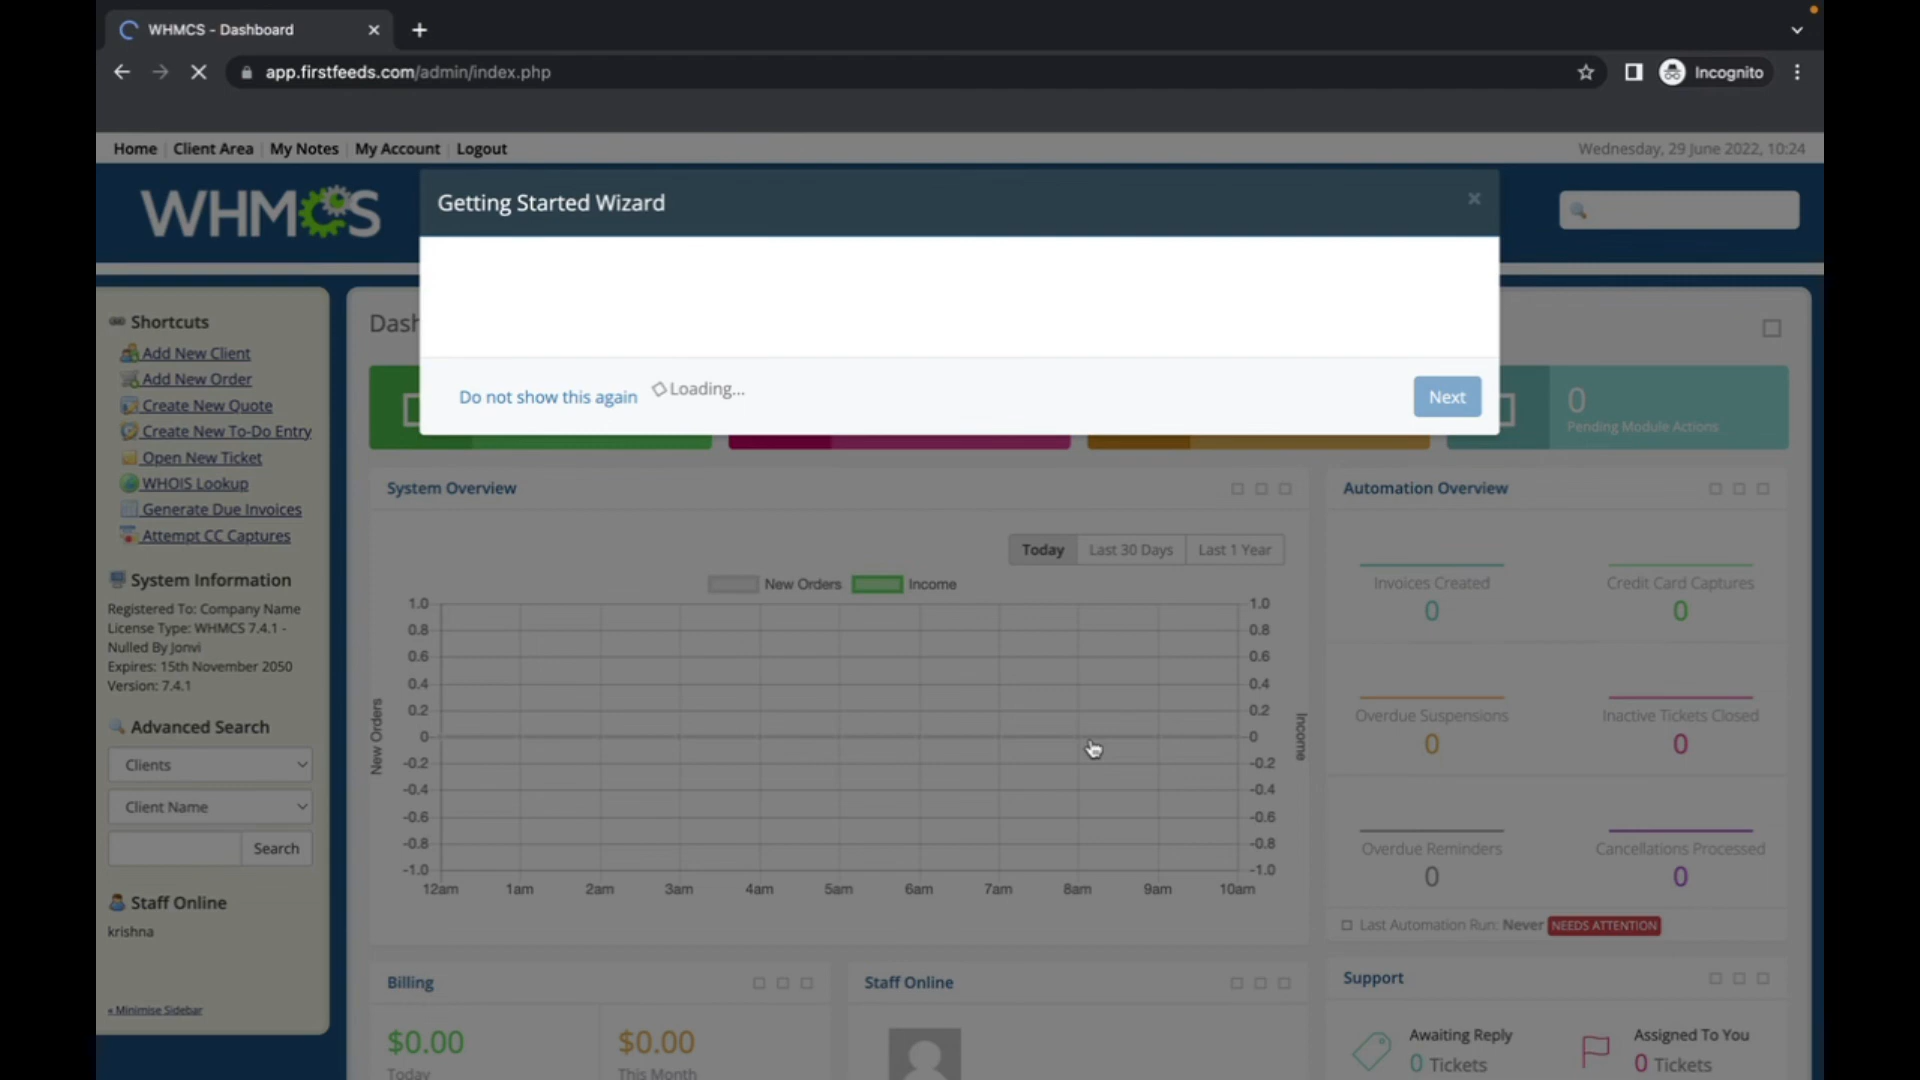 WHMCS - Dashboard
app.firstfeeds.com/admin/index.php
Incognito
Home Client Area My Notes My Account Logout
Wednesday, 29 June 2022, 10:24
WHMCS
Getting Started Wizard
Do not show this again
Loading...
Next
Shortcuts
Add New Client
Add New Order
Create New Quote
Create New To-Do Entry
Open New Ticket
WHOIS Lookup
Generate Due Invoices
Attempt CC Captures
System Information
Registered To: Company Name
License Type: WHMCS 7.4.1 -
Nulled By Jonvi
Expires: 15th November 2050
Version: 7.4.1
Advanced Search
Clients
Client Name
Search
Staff Online
krishna
« Minimise Sidebar
0
Pending Module Actions
System Overview
Today Last 30 Days Last 1 Year
New Orders Income
1.0 1.0
0.8 0.8
0.6 0.6
0.4 0.4
0.2 0.2
0 0
-0.2 -0.2
-0.4 -0.4
-0.6 -0.6
-0.8 -0.8
-1.0 -1.0
New Orders
Income
12am 1am 2am 3am 4am 5am 6am 7am 8am 9am 10am
Automation Overview
Invoices Created
0
Credit Card Captures
0
Overdue Suspensions
0
Inactive Tickets Closed
0
Overdue Reminders
0
Cancellations Processed
0
Last Automation Run: Never NEEDS ATTENTION
Billing
$0.00
Today
$0.00
This Month
Staff Online
Support
Awaiting Reply
0 Tickets
Assigned To You
0 Tickets